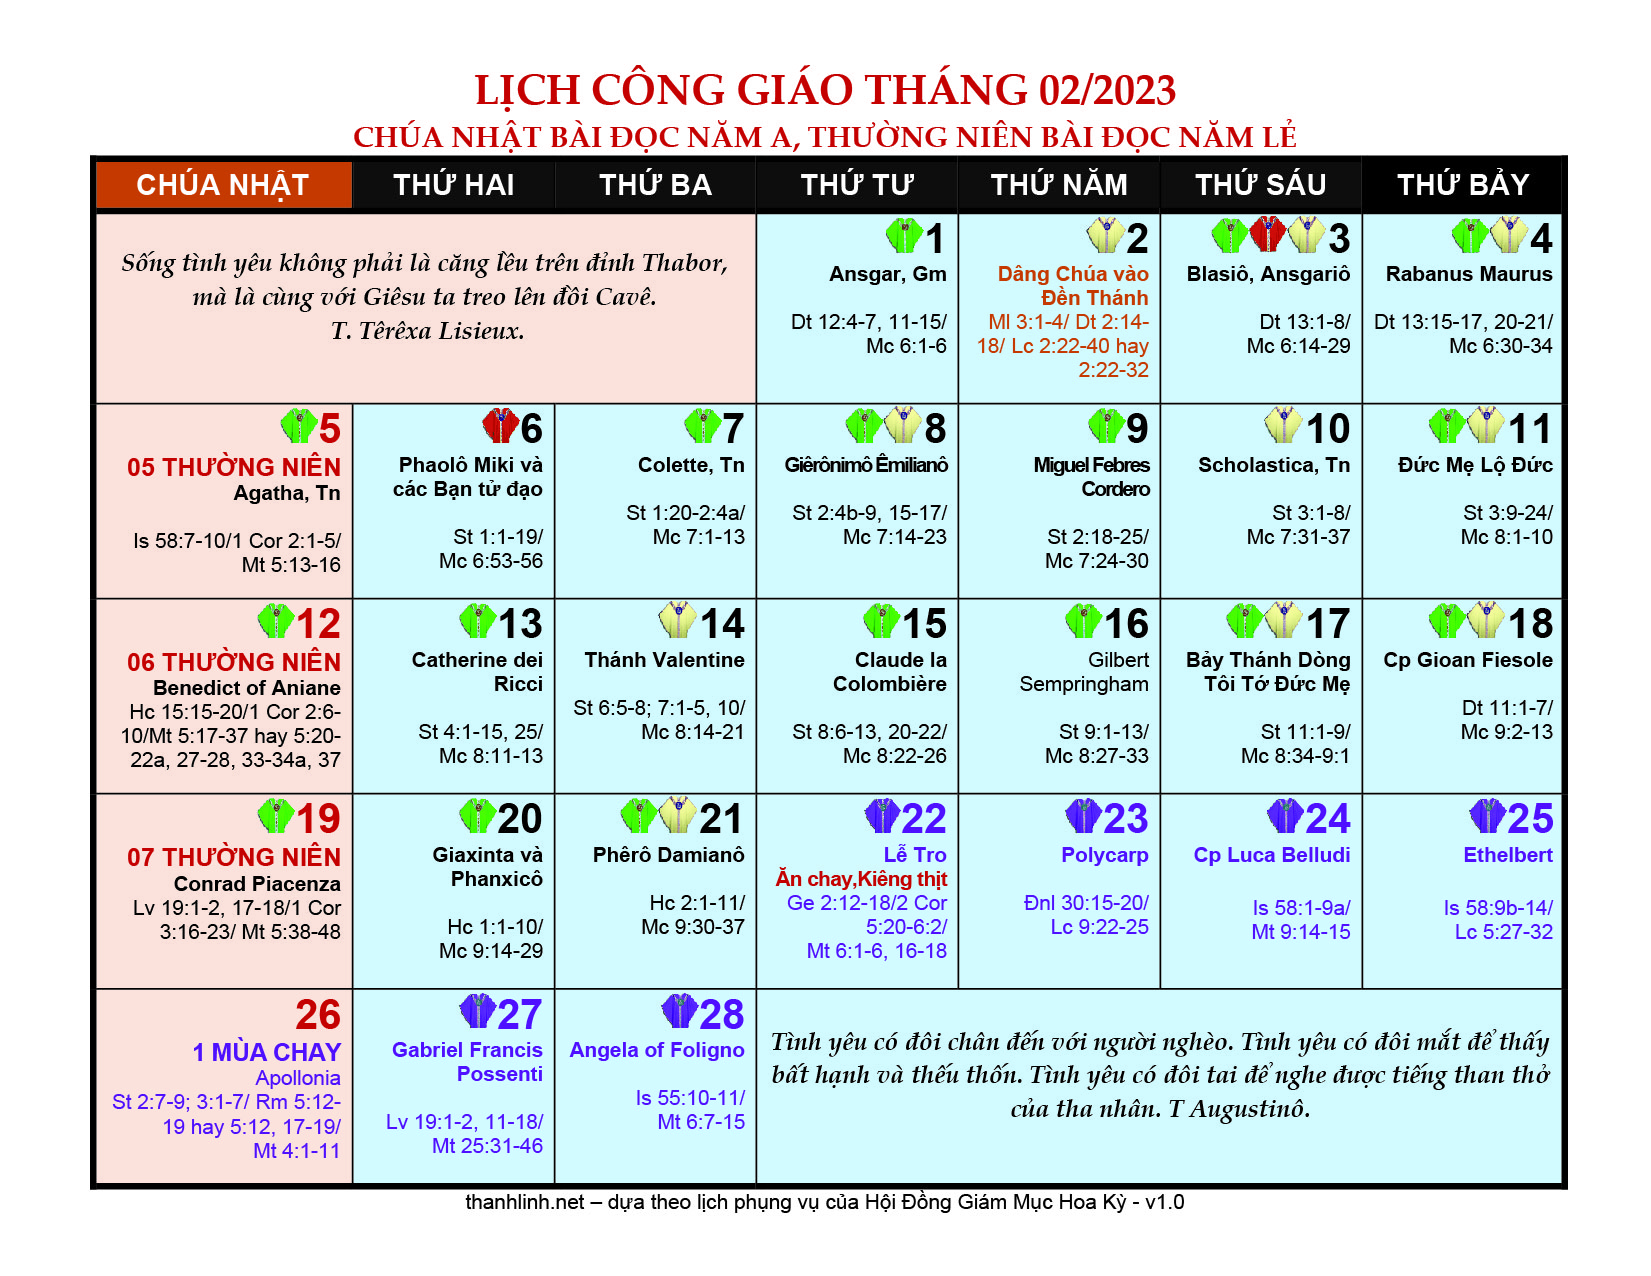 LỊCH CÔNG GIÁO THÁNG 02/2023
CHÚA NHẬT BÀI ĐỌC NĂM A, THƯỜNG NIÊN BÀI ĐỌC NĂM LẺ
CHÚA NHẬT
THỨ HAI
THỨ BA
THỨ TƯ
THỨ NĂM
THỨ SÁU
THỨ BẢY
Sống tình yêu không phải là căng lều trên đỉnh Thabor,
mà là cùng với Giêsu ta treo lên đồi Cavê.
T. Têrêxa Lisieux.
1
Ansgar, Gm
Dt 12:4-7, 11-15/
Mc 6:1-6
2
Dâng Chúa vào
Đền Thánh
Ml 3:1-4/ Dt 2:14-
18/ Lc 2:22-40 hay
2:22-32
3
Blasiô, Ansgariô
Dt 13:1-8/
Mc 6:14-29
4
Rabanus Maurus
Dt 13:15-17, 20-21/
Mc 6:30-34
5
05 THƯỜNG NIÊN
Agatha, Tn
Is 58:7-10/1 Cor 2:1-5/
Mt 5:13-16
6
Phaolô Miki và
các Bạn tử đạo
St 1:1-19/
Mc 6:53-56
7
Colette, Tn
St 1:20-2:4a/
Mc 7:1-13
8
Giêrônimô Êmilianô
St 2:4b-9, 15-17/
Mc 7:14-23
9
Miguel Febres
Cordero
St 2:18-25/
Mc 7:24-30
10
Scholastica, Tn
St 3:1-8/
Mc 7:31-37
11
Đức Mẹ Lộ Đức
St 3:9-24/
Mc 8:1-10
12
06 THƯỜNG NIÊN
Benedict of Aniane
Hc 15:15-20/1 Cor 2:6-
10/Mt 5:17-37 hay 5:20-
22a, 27-28, 33-34a, 37
13
Catherine dei
Ricci
St 4:1-15, 25/
Mc 8:11-13
14
Thánh Valentine
St 6:5-8; 7:1-5, 10/
Mc 8:14-21
15
Claude la
Colombière
St 8:6-13, 20-22/
Mc 8:22-26
16
Gilbert
Sempringham
St 9:1-13/
Mc 8:27-33
17
Bảy Thánh Dòng
Tôi Tớ Đức Mẹ
St 11:1-9/
Mc 8:34-9:1
18
Cp Gioan Fiesole
Dt 11:1-7/
Mc 9:2-13
19
07 THƯỜNG NIÊN
Conrad Piacenza
Lv 19:1-2, 17-18/1 Cor
3:16-23/ Mt 5:38-48
20
Giaxinta và
Phanxicô
Hc 1:1-10/
Mc 9:14-29
21
Phêrô Damianô
Hc 2:1-11/
Mc 9:30-37
22
Lễ Tro
Ăn chay,Kiêng thịt
Ge 2:12-18/2 Cor
5:20-6:2/
Mt 6:1-6, 16-18
23
Polycarp
Đnl 30:15-20/
Lc 9:22-25
24
Cp Luca Belludi
Is 58:1-9a/
Mt 9:14-15
25
Ethelbert
Is 58:9b-14/
Lc 5:27-32
26
1 MÙA CHAY
Apollonia
St 2:7-9; 3:1-7/ Rm 5:12-
19 hay 5:12, 17-19/
Mt 4:1-11
27
Gabriel Francis
Possenti
Lv 19:1-2, 11-18/
Mt 25:31-46
28
Angela of Foligno
Is 55:10-11/
Mt 6:7-15
Tình yêu có đôi chân đến với người nghèo. Tình yêu có đôi mắt để thấy
bất hạnh và thếu thốn. Tình yêu có đôi tai để nghe được tiếng than thở
của tha nhân. T Augustinô.
thanhlinh.net – dựa theo lịch phụng vụ của Hội Đồng Giám Mục Hoa Kỳ - v1.0